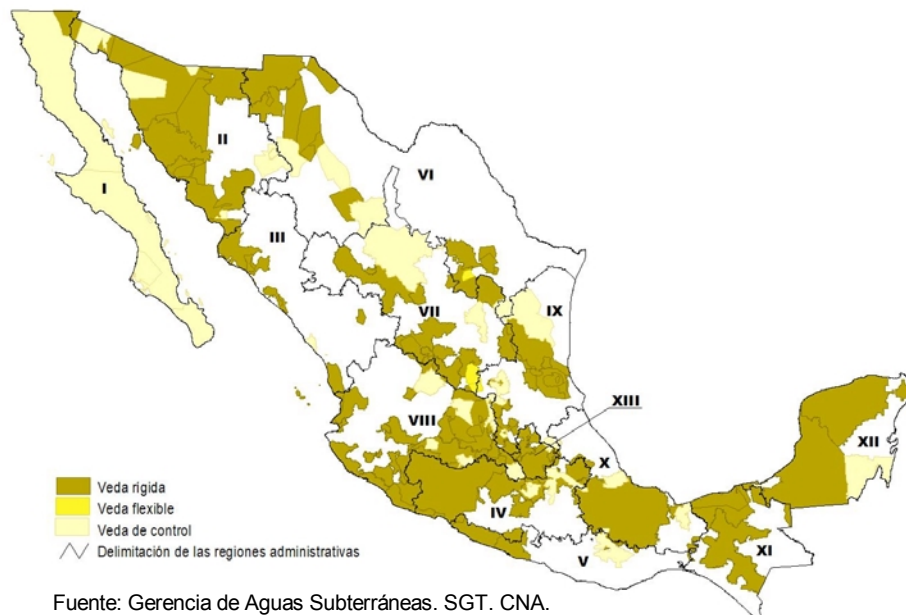 II
VI
I
III
IX
VII
XIII
VIII
XII
X
IV
XI
V
Veda rigida
Veda flexible
Veda de control
Delimitación de las regiones administrativas
Fuente: Gerencia de Aguas Subterráneas. SGT. CNA.